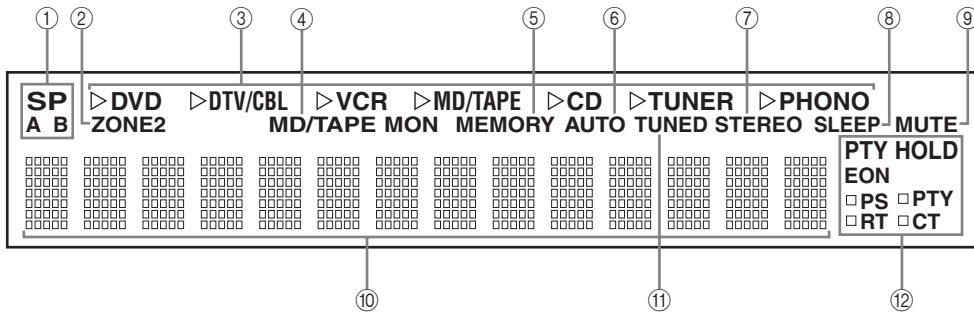 ① ② ③ ④ ⑤ ⑥ ⑦ ⑧ ⑨
SP ▷DVD ▷DTV/CBL ▷VCR ▷MD/TAPE ▷CD ▷TUNER ▷PHONO
A B ZONE2 MD/TAPE MON MEMORY AUTO TUNED STEREO SLEEP MUTE
PTY HOLD
EON
□PS □PTY
□RT □CT
⑩ ⑪ ⑫